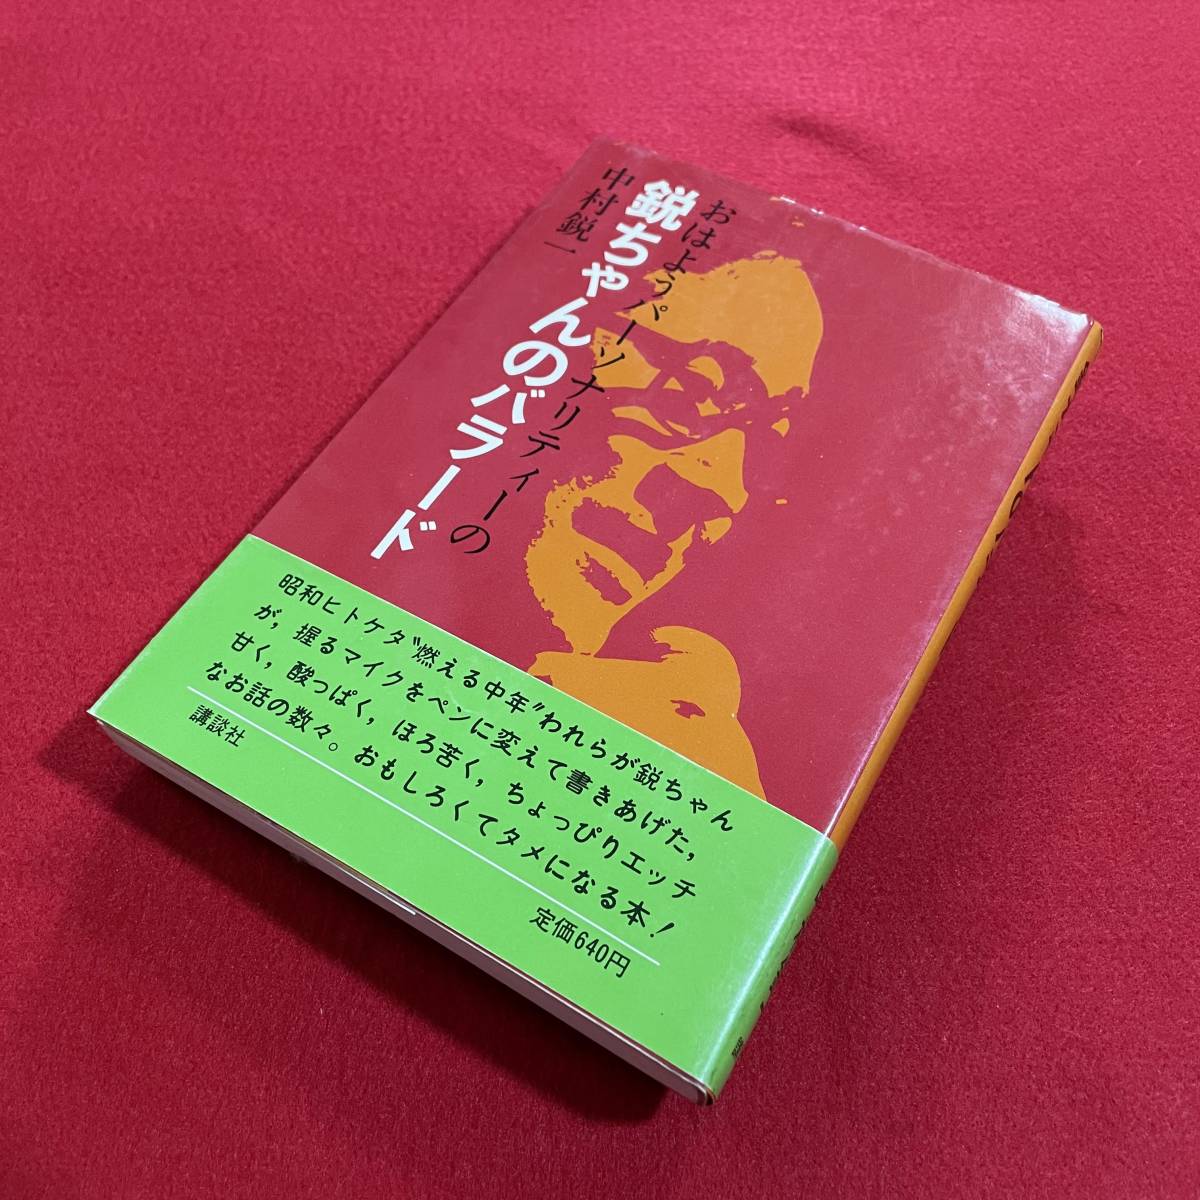 おはようパーソナリティーの
鋭ちゃんのバラード
中村鋭一
昭和ヒトケタ“燃える中年”われらが鋭ちゃん
が，握るマイクをペンに変えて書きあげた，
甘く，酸っぱく，ほろ苦く，ちょっぴりエッチ
なお話の数々。おもしろくてタメになる本！
講談社
定価640円